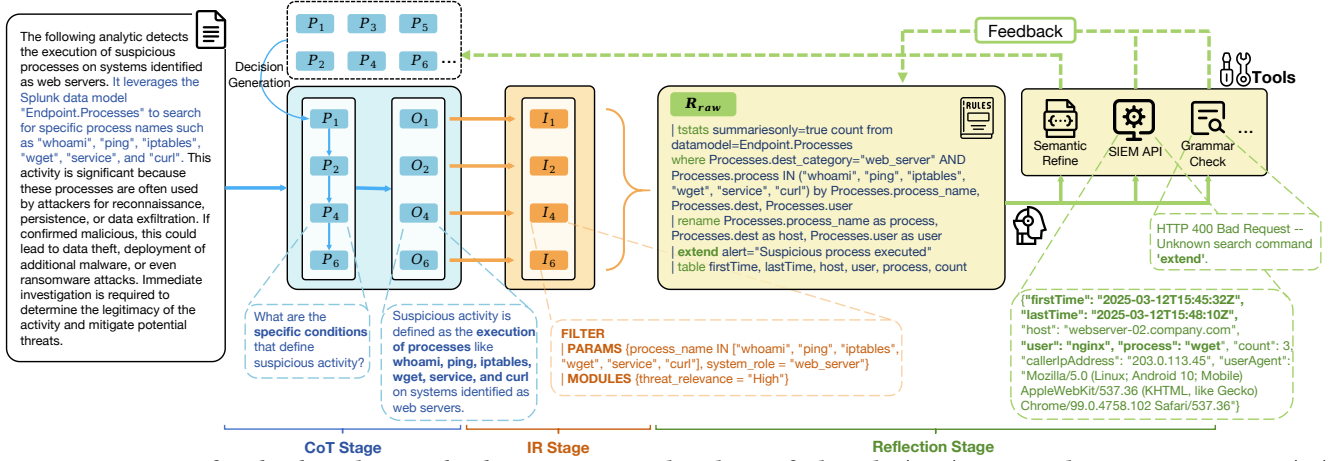 The following analytic detects
the execution of suspicious
processes on systems identified
as web servers. It leverages the
Splunk data model
"Endpoint.Processes" to search
for specific process names such
as "whoami", "ping", "iptables",
"wget", "service", and "curl". This
activity is significant because
these processes are often used
by attackers for reconnaissance,
persistence, or data exfiltration. If
confirmed malicious, this could
lead to data theft, deployment of
additional malware, or even
ransomware attacks. Immediate
investigation is required to
determine the legitimacy of the
activity and mitigate potential
threats.
Decision
Generation
P1 P3 P5
P2 P4 P6 ...
P1 O1 I1
P2 O2 I2
P4 O4 I4
P6 O6 I6
What are the
specific conditions
that define
suspicious activity?
Suspicious activity is
defined as the execution
of processes like
whoami, ping, iptables,
wget, service, and curl
on systems identified as
web servers.
FILTER
| PARAMS {process_name IN ["whoami", "ping", "iptables",
"wget", "service", "curl"], system_role = "web_server"}
| MODULES {threat_relevance = "High"}
Rraw
RULES
| tstats summariesonly=true count from
datamodel=Endpoint.Processes
where Processes.dest_category="web_server" AND
Processes.process IN ("whoami", "ping", "iptables",
"wget", "service", "curl") by Processes.process_name,
Processes.dest, Processes.user
| rename Processes.process_name as process,
Processes.dest as host, Processes.user as user
| extend alert="Suspicious process executed"
| table firstTime, lastTime, host, user, process, count
Feedback
Tools
Semantic
Refine
SIEM API
Grammar
Check
...
HTTP 400 Bad Request --
Unknown search command
'extend'.
{"firstTime": "2025-03-12T15:45:32Z",
"lastTime": "2025-03-12T15:48:10Z",
"host": "webserver-02.company.com",
"user": "nginx", "process": "wget", "count": 3,
"callerIpAddress": "203.0.113.45", "userAgent":
"Mozilla/5.0 (Linux; Android 10; Mobile)
AppleWebKit/537.36 (KHTML, like Gecko)
Chrome/99.0.4758.102 Safari/537.36"}
CoT Stage
IR Stage
Reflection Stage